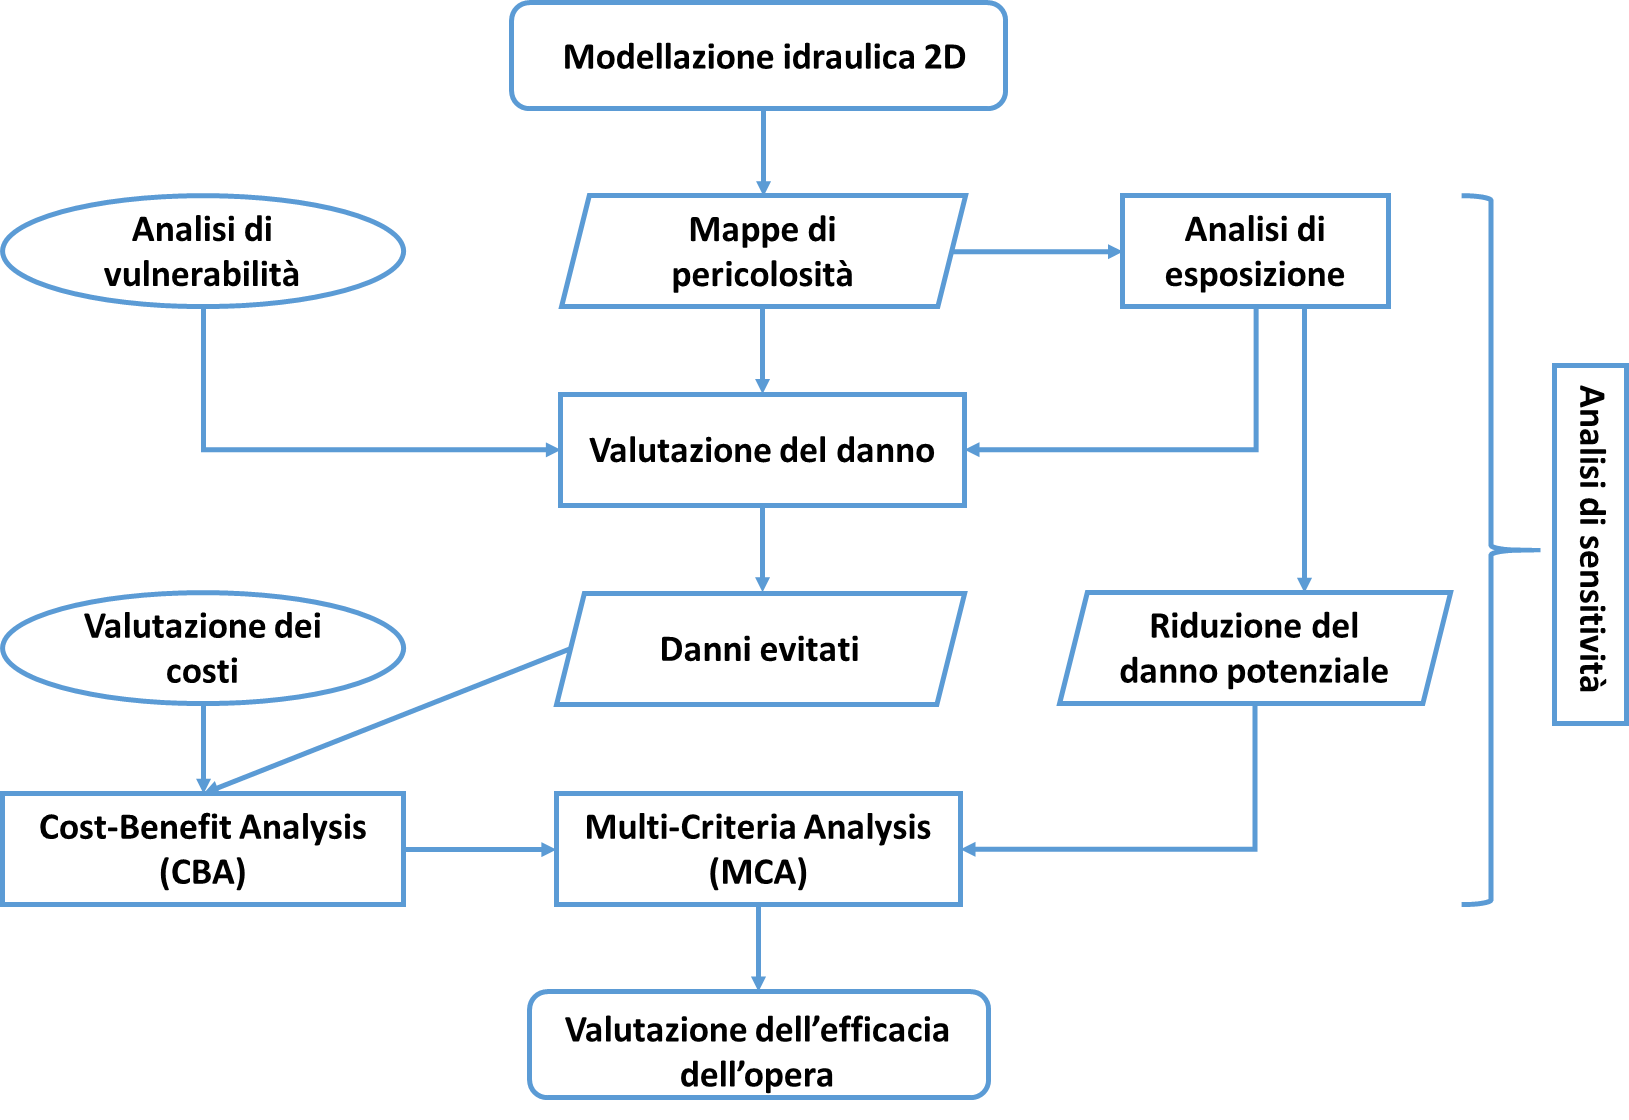 Modellazione idraulica 2D
Analisi di
vulnerabilità
Mappe di
pericolosità
Analisi di
esposizione
Valutazione del danno
Analisi di sensitività
Valutazione dei
costi
Danni evitati
Riduzione del
danno potenziale
Cost-Benefit Analysis
(CBA)
Multi-Criteria Analysis
(MCA)
Valutazione dell’efficacia
dell’opera